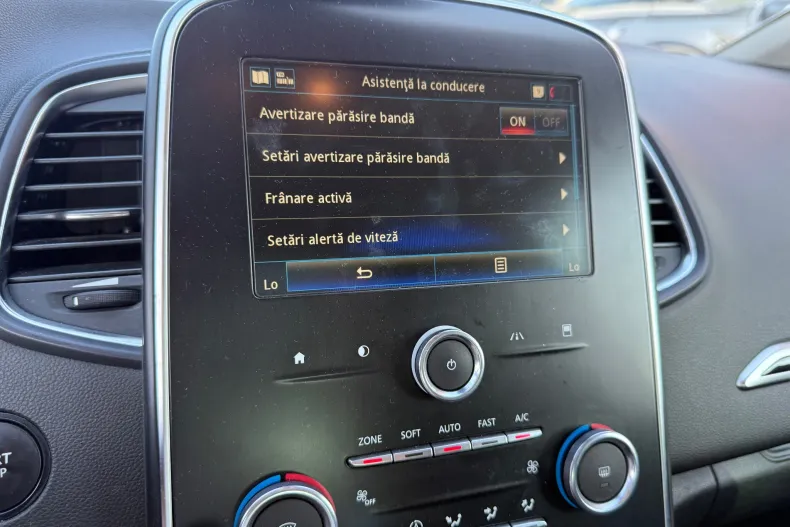 Asistență la conducere
Avertizare părăsire bandă
ON OFF
Setări avertizare părăsire bandă
Frânare activă
Setări alertă de viteză
Lo
Lo
ZONE SOFT AUTO FAST A/C
OFF